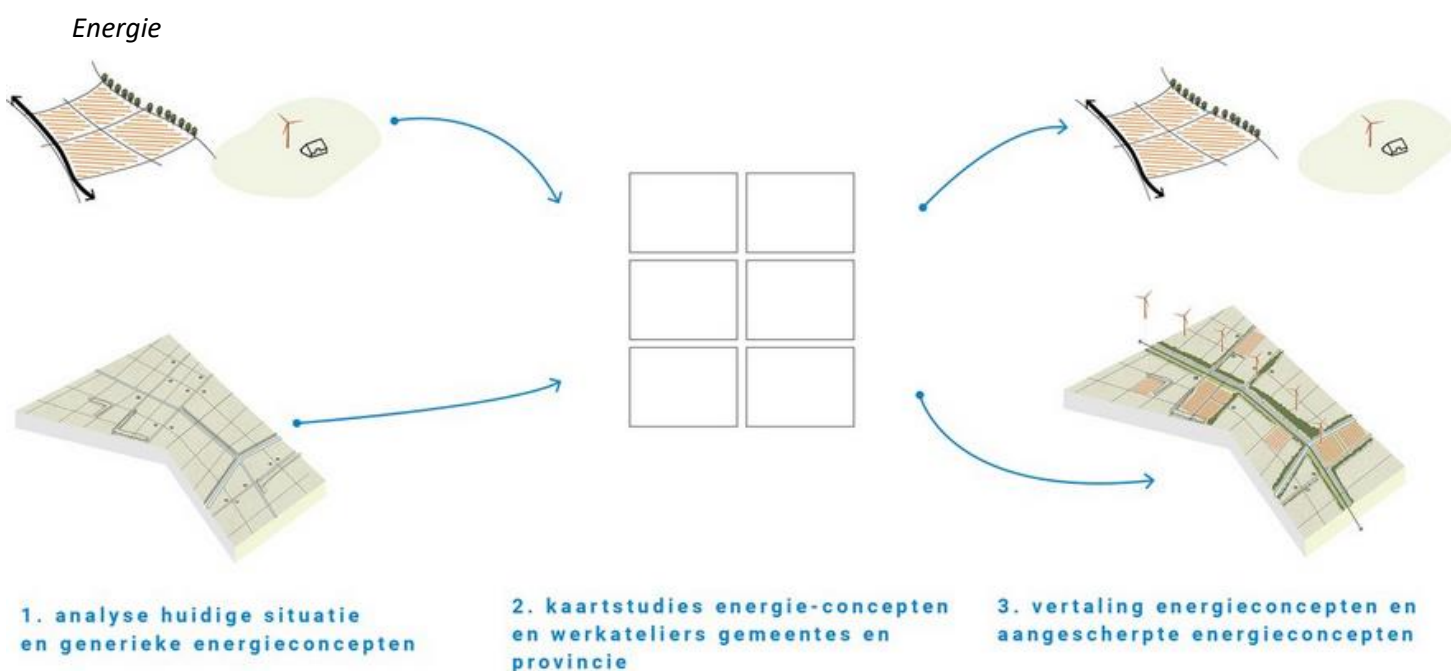 Energie
1. analyse huidige situatie
en generieke energieconcepten
2. kaartstudies energie-concepten
en werkateliers gemeentes en
provincie
3. vertaling energieconcepten en
aangescherpte energieconcepten